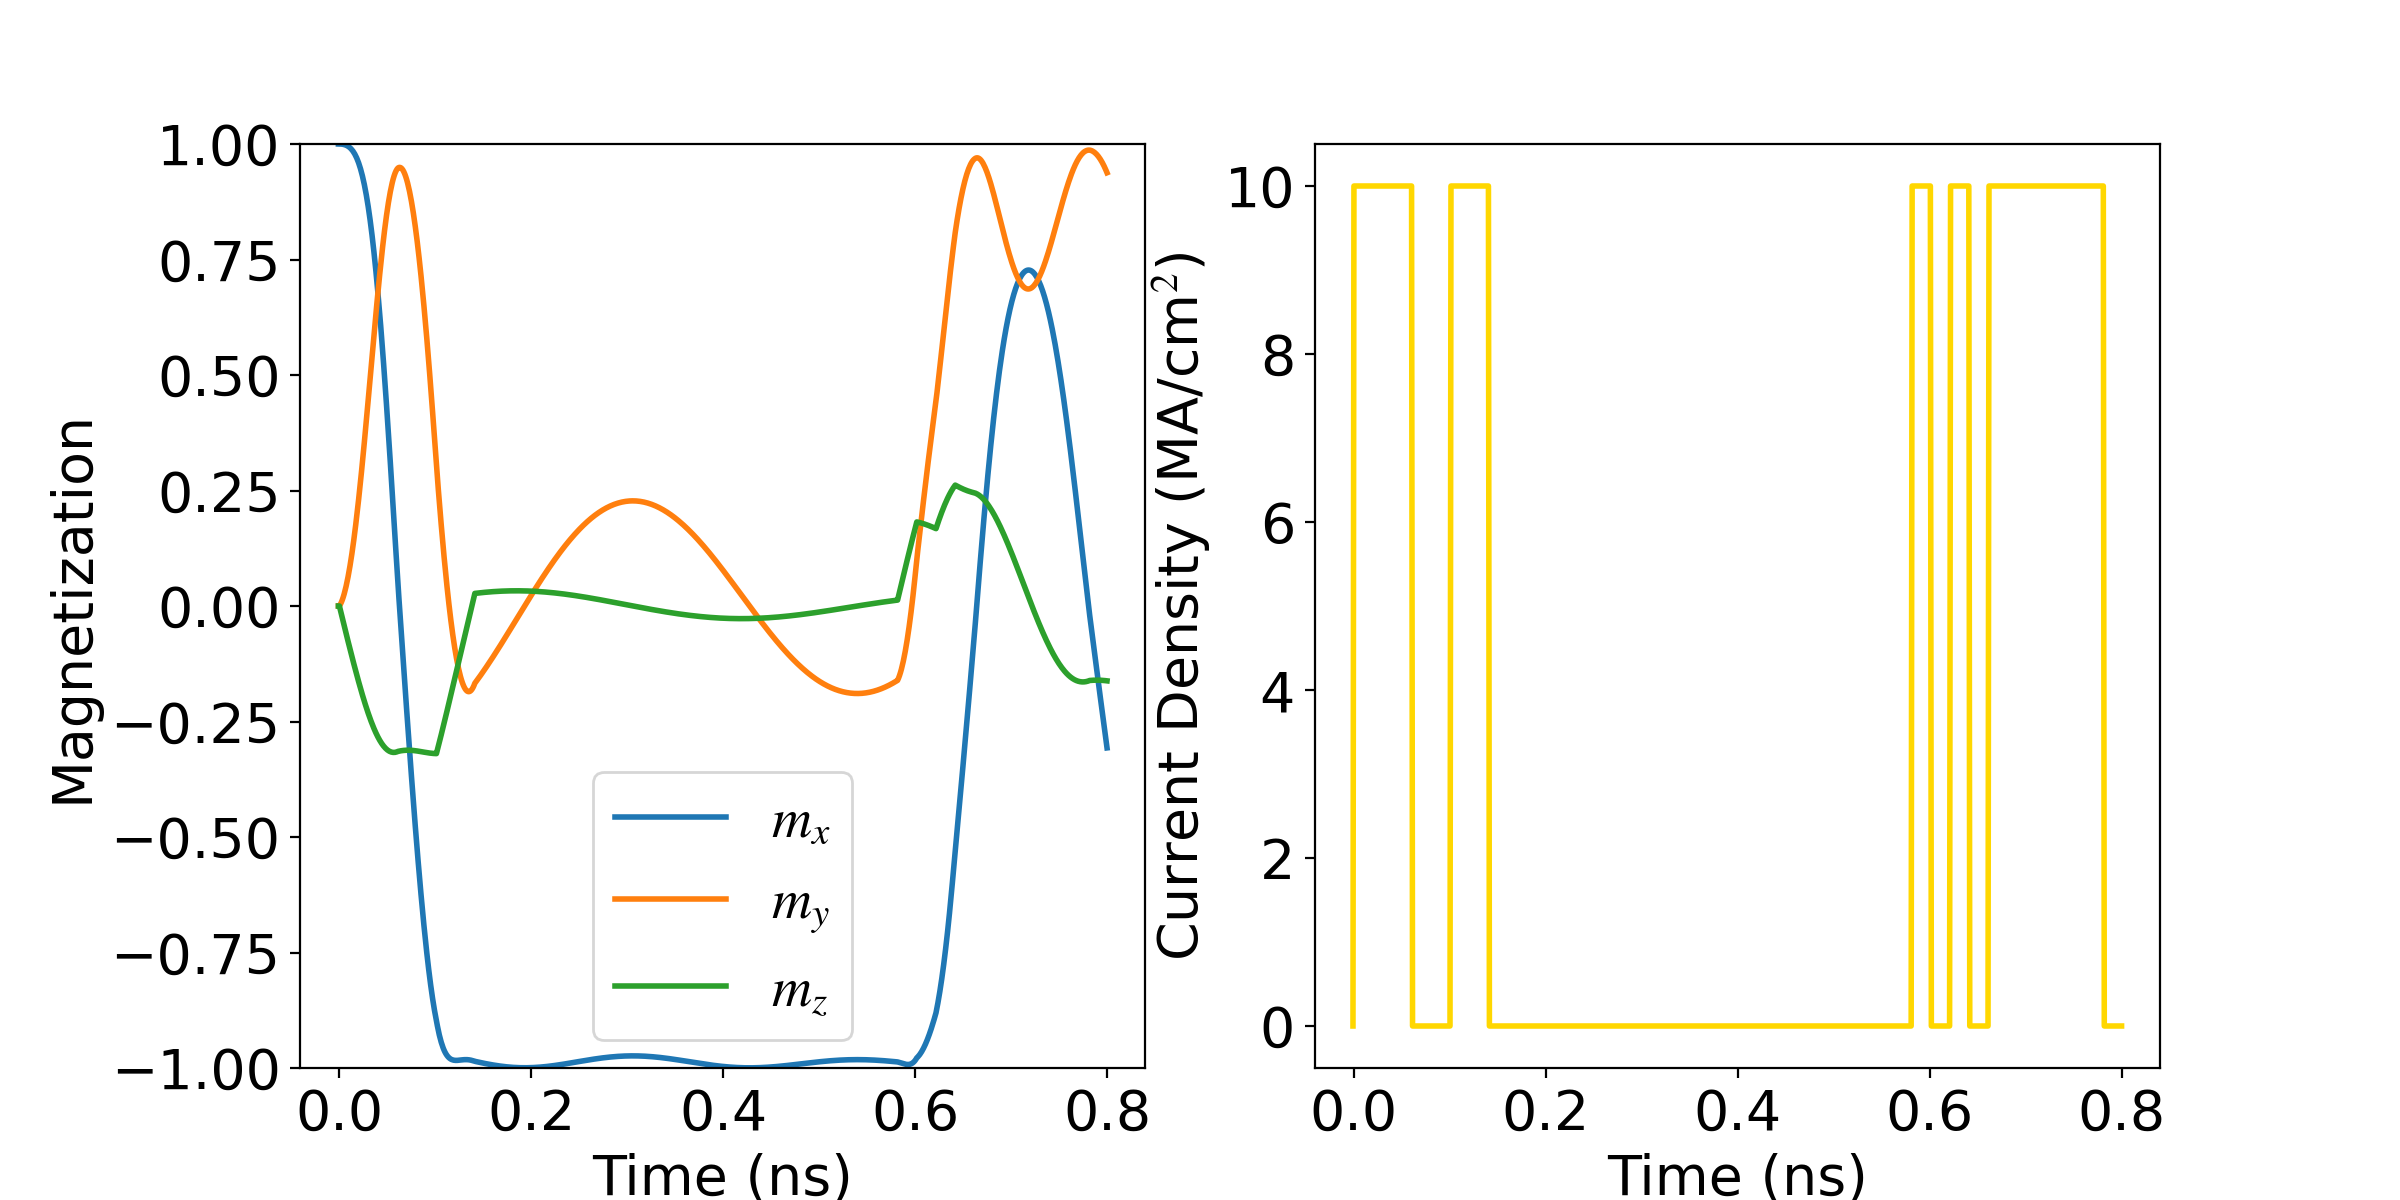 Magnetization
1.00
0.75
0.50
0.25
0.00
−0.25
−0.50
−0.75
−1.00
0.0 0.2 0.4 0.6 0.8
Time (ns)
m_x
m_y
m_z
Current Density (MA/cm²)
10
8
6
4
2
0
0.0 0.2 0.4 0.6 0.8
Time (ns)